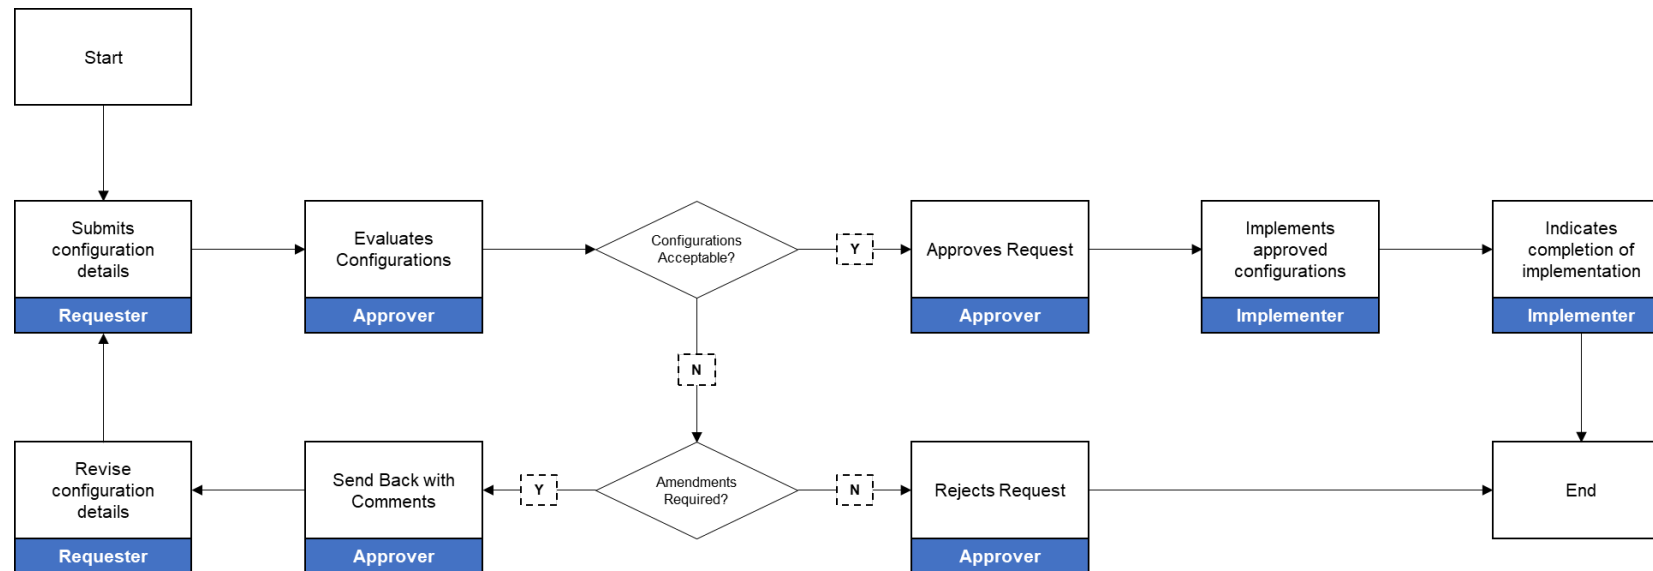 Start
Submits
configuration
details
Requester
Evaluates
Configurations
Approver
Configurations
Acceptable?
Y
Approves Request
Approver
Implements
approved
configurations
Implementer
Indicates
completion of
implementation
Implementer
N
Revise
configuration
details
Requester
Send Back with
Comments
Approver
Y
Amendments
Required?
N
Rejects Request
Approver
End